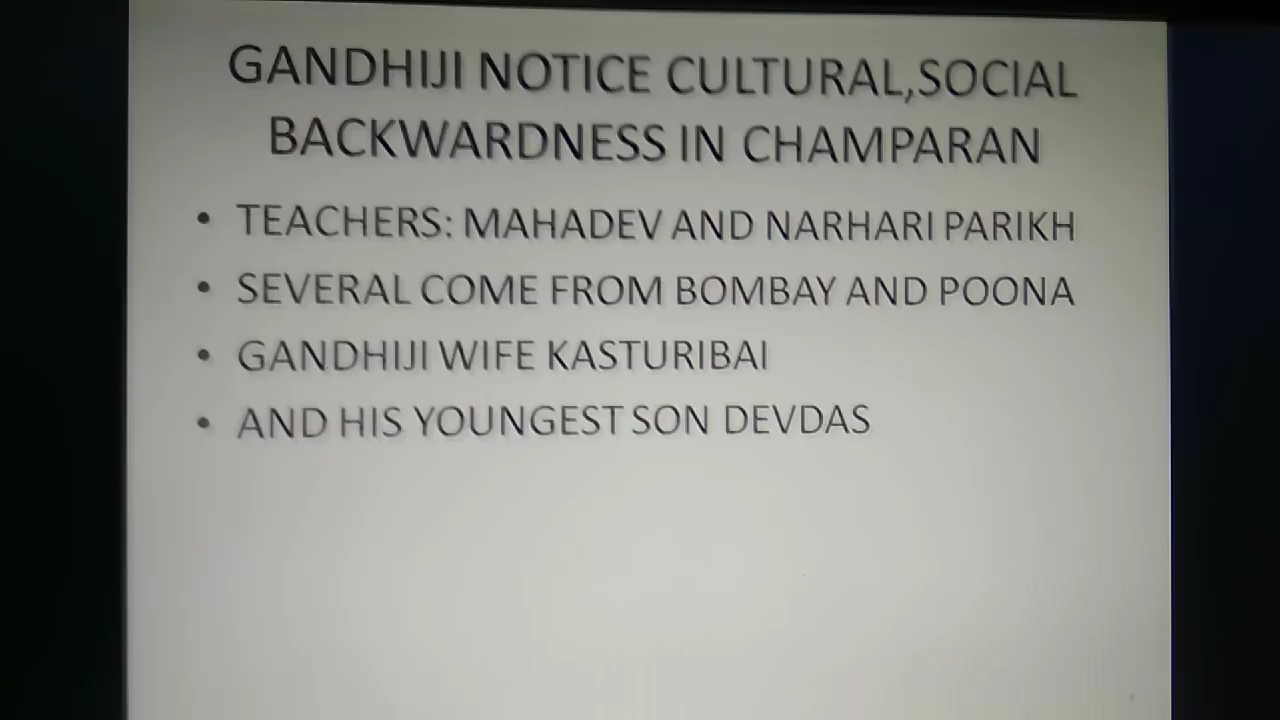 GANDHIJI NOTICE CULTURAL,SOCIAL
BACKWARDNESS IN CHAMPARAN
• TEACHERS: MAHADEV AND NARHARI PARIKH
• SEVERAL COME FROM BOMBAY AND POONA
• GANDHIJI WIFE KASTURIBAI
• AND HIS YOUNGEST SON DEVDAS